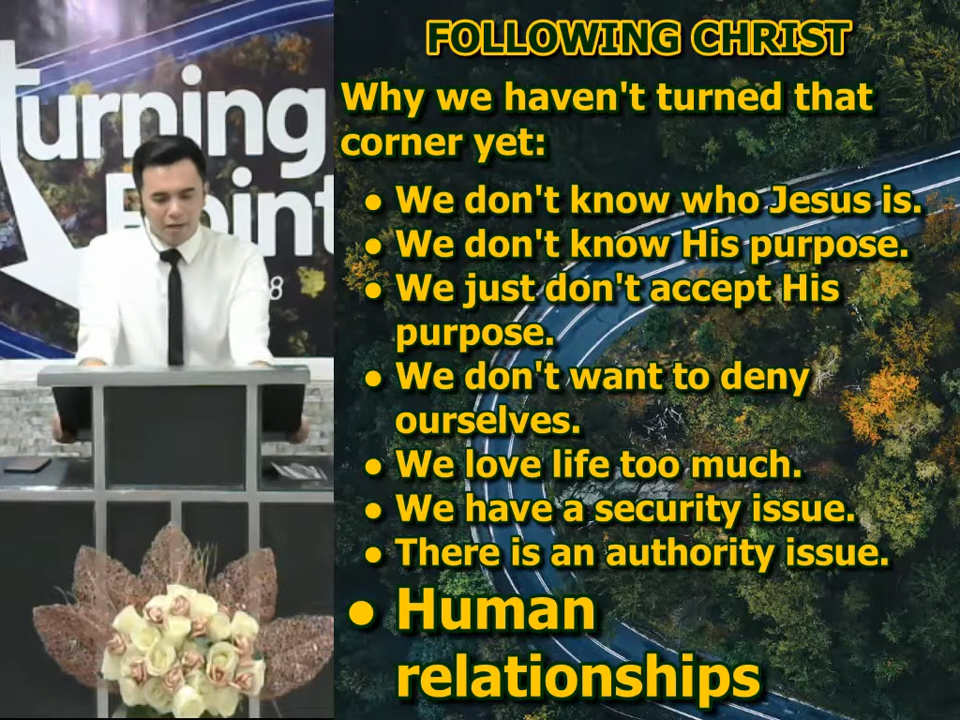 turning
Point
8
FOLLOWING CHRIST
Why we haven't turned that
corner yet:
● We don't know who Jesus is.
● We don't know His purpose.
● We just don't accept His
purpose.
● We don't want to deny
ourselves.
● We love life too much.
● We have a security issue.
● There is an authority issue.
● Human
relationships